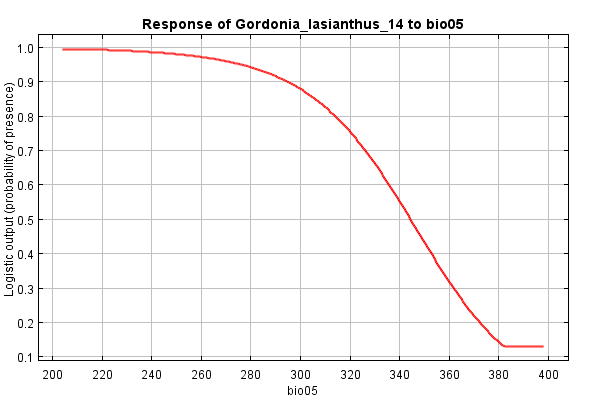 Response of Gordonia_lasianthus_14 to bio05
Logistic output (probability of presence)
1.0
0.9
0.8
0.7
0.6
0.5
0.4
0.3
0.2
0.1
200 220 240 260 280 300 320 340 360 380 400
bio05